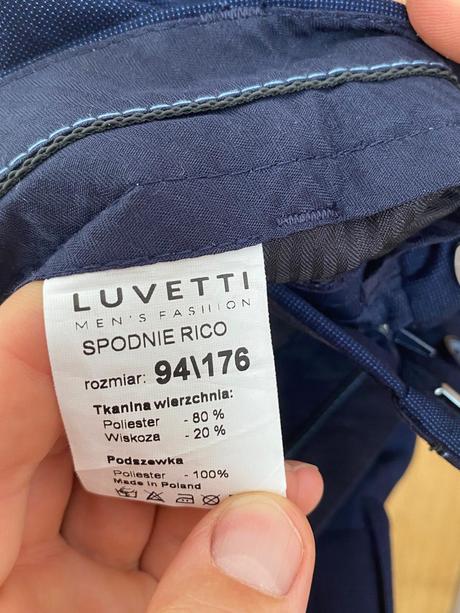 LUVETTI
MEN'S FASHION
SPODNIE RICO
rozmiar: 94\176
Tkanina wierzchnia:
Poliester - 80 %
Wiskoza - 20 %
Podszewka
Poliester - 100%
Made in Poland